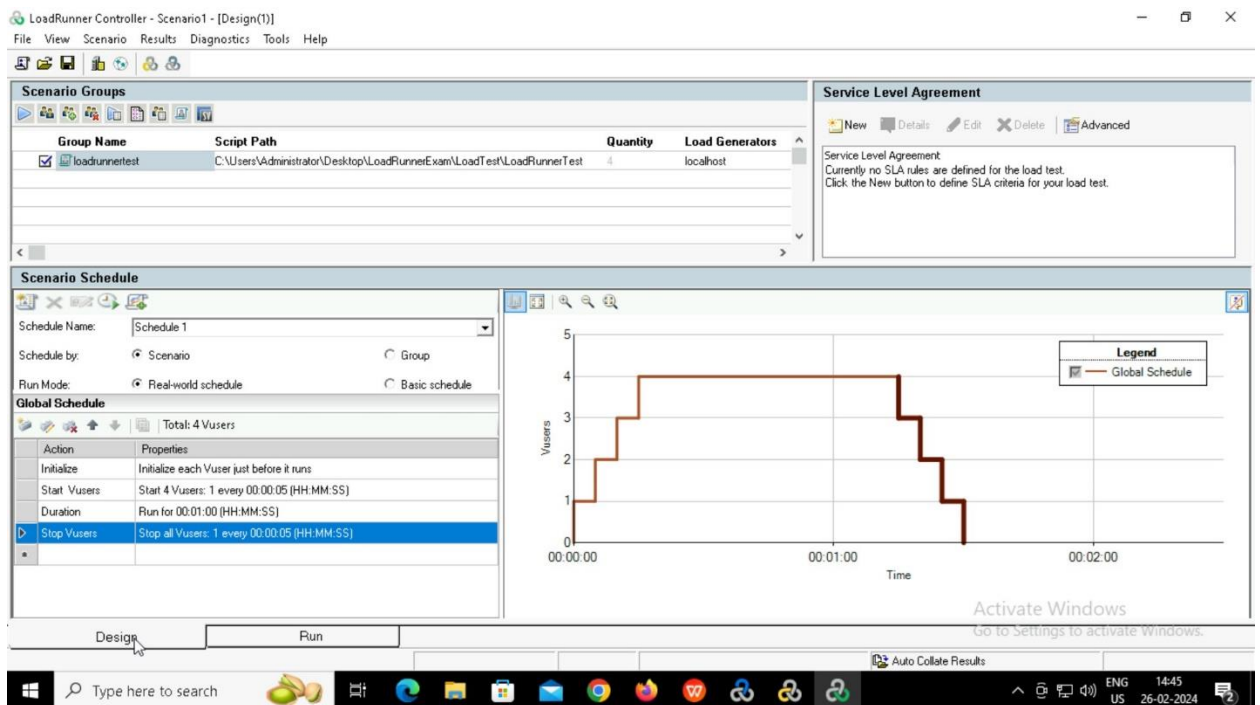 LoadRunner Controller - Scenario1 - [Design(1)]
File View Scenario Results Diagnostics Tools Help
Scenario Groups
Group Name Script Path Quantity Load Generators
loadrunnertest C:\Users\Administrator\Desktop\LoadRunnerExam\LoadTest\LoadRunnerTest 4 localhost
Service Level Agreement
New Details Edit Delete Advanced
Service Level Agreement
Currently no SLA rules are defined for the load test.
Click the New button to define SLA criteria for your load test.
Scenario Schedule
Schedule Name: Schedule 1
Schedule by: Scenario Group
Run Mode: Real-world schedule Basic schedule
Global Schedule
Total: 4 Vusers
Action Properties
Initialize Initialize each Vuser just before it runs
Start Vusers Start 4 Vusers: 1 every 00:00:05 (HH:MM:SS)
Duration Run for 00:01:00 (HH:MM:SS)
Stop Vusers Stop all Vusers: 1 every 00:00:05 (HH:MM:SS)
5
4
3
2
1
0
Vusers
00:00:00 00:01:00 00:02:00
Time
Legend
Global Schedule
Activate Windows
Go to Settings to activate Windows.
Design Run
Auto Collate Results
Type here to search
ENG 14:45
US 26-02-2024
2